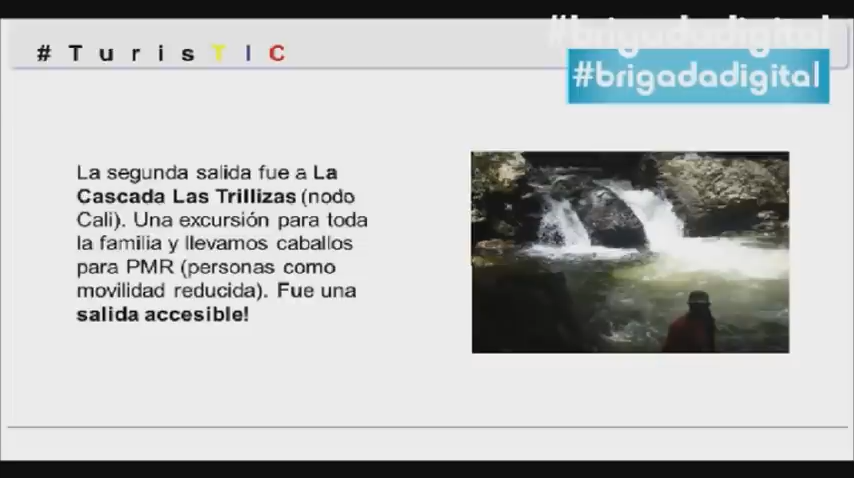 #brigadadigital
# T u r i s T I C
#brigadadigital
La segunda salida fue a La
Cascada Las Trillizas (nodo
Cali). Una excursión para toda
la familia y llevamos caballos
para PMR (personas como
movilidad reducida). Fue una
salida accesible!